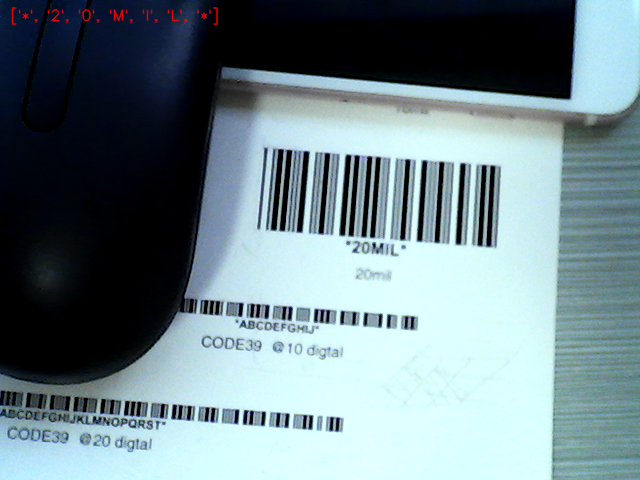 ['*', '2', '0', 'M', 'I', 'L', '*']
*20MIL*
20mil
*ABCDEFGHIJ*
CODE39 @10 digtal
ABCDEFGHIJKLMNOPQRST*
CODE39 @20 digtal